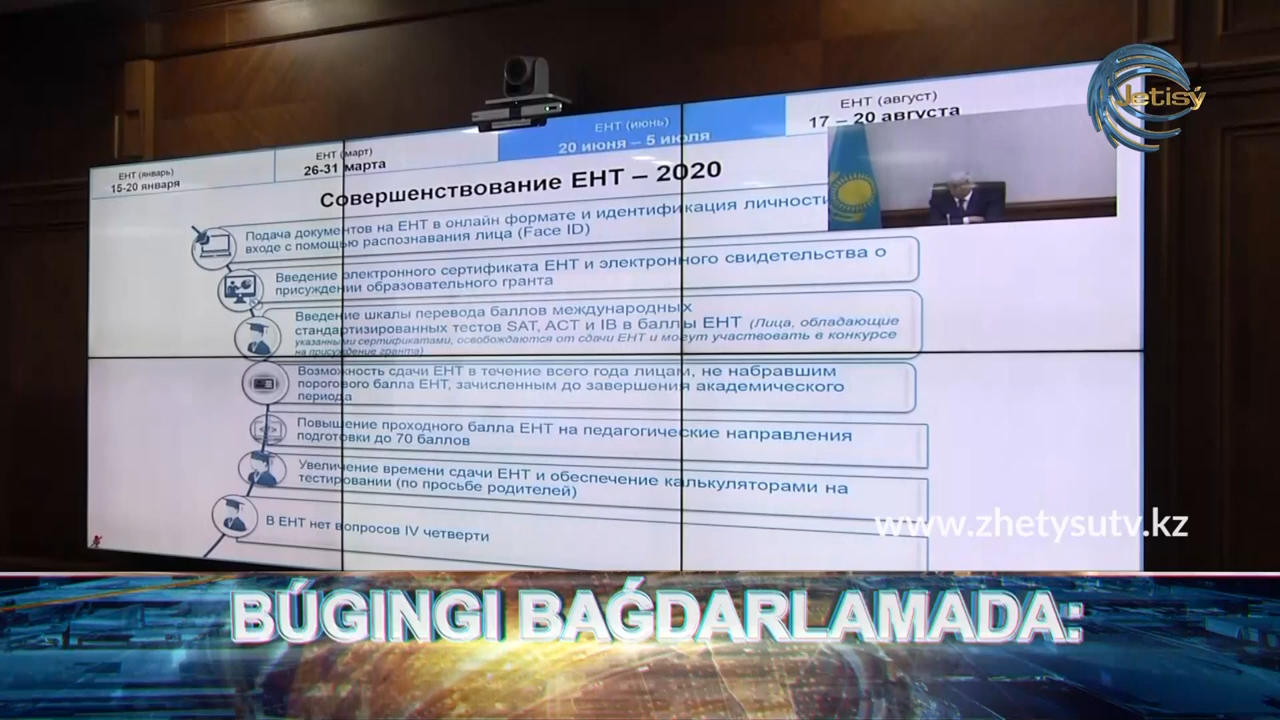 Jetisý
ЕНТ (январь)
15-20 января
ЕНТ (март)
26-31 марта
ЕНТ (июнь)
20 июня – 5 июля
ЕНТ (август)
17 – 20 августа
Совершенствование ЕНТ – 2020
Подача документов на ЕНТ в онлайн формате и идентификация личности
входе с помощью распознавания лица (Face ID)
Введение электронного сертификата ЕНТ и электронного свидетельства о
присуждении образовательного гранта
Введение шкалы перевода баллов международных
стандартизированных тестов SAT, ACT и IB в баллы ЕНТ (Лица, обладающие
указанными сертификатами, освобождаются от сдачи ЕНТ и могут участвовать в конкурсе
на присуждение гранта)
Возможность сдачи ЕНТ в течение всего года лицам, не набравшим
порогового балла ЕНТ, зачисленным до завершения академического
периода
Повышение проходного балла ЕНТ на педагогические направления
подготовки до 70 баллов
Увеличение времени сдачи ЕНТ и обеспечение калькуляторами на
тестировании (по просьбе родителей)
В ЕНТ нет вопросов IV четверти
www.zhetysutv.kz
BÚGINGI BAǴDARLAMADA: